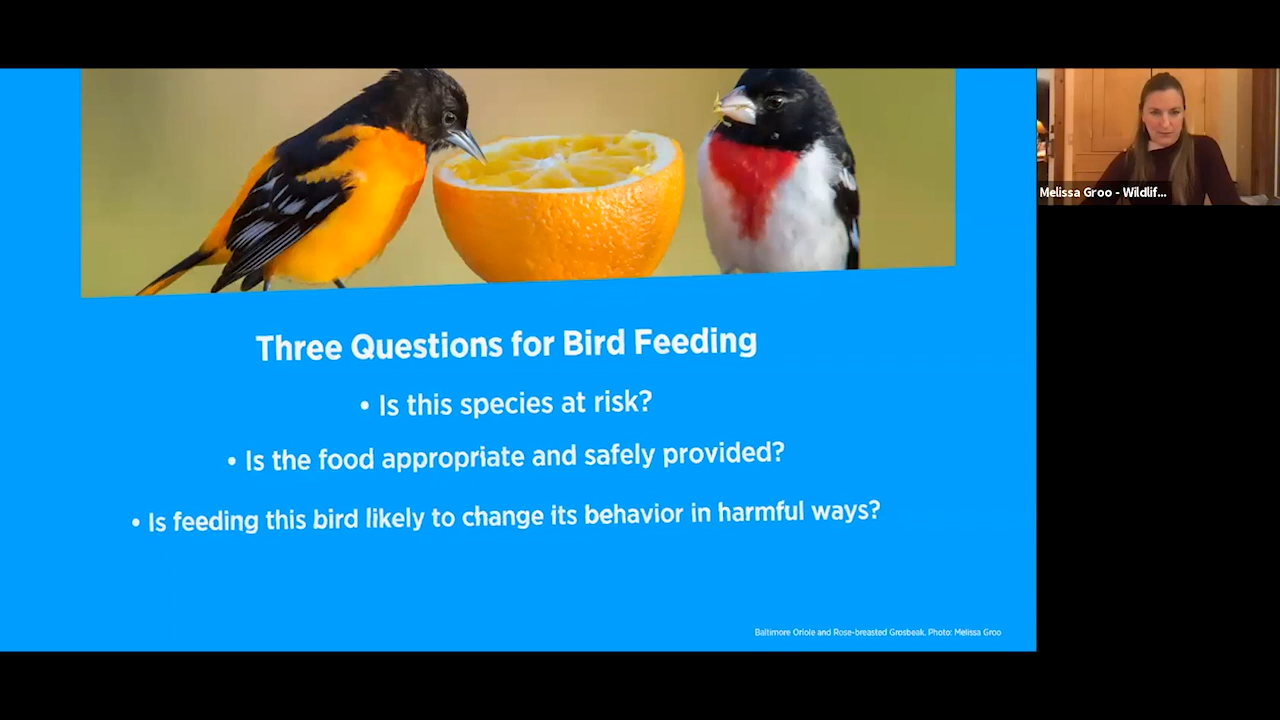 Melissa Groo - Wildlif...
Three Questions for Bird Feeding
• Is this species at risk?
• Is the food appropriate and safely provided?
• Is feeding this bird likely to change its behavior in harmful ways?
Baltimore Oriole and Rose-breasted Grosbeak. Photo: Melissa Groo